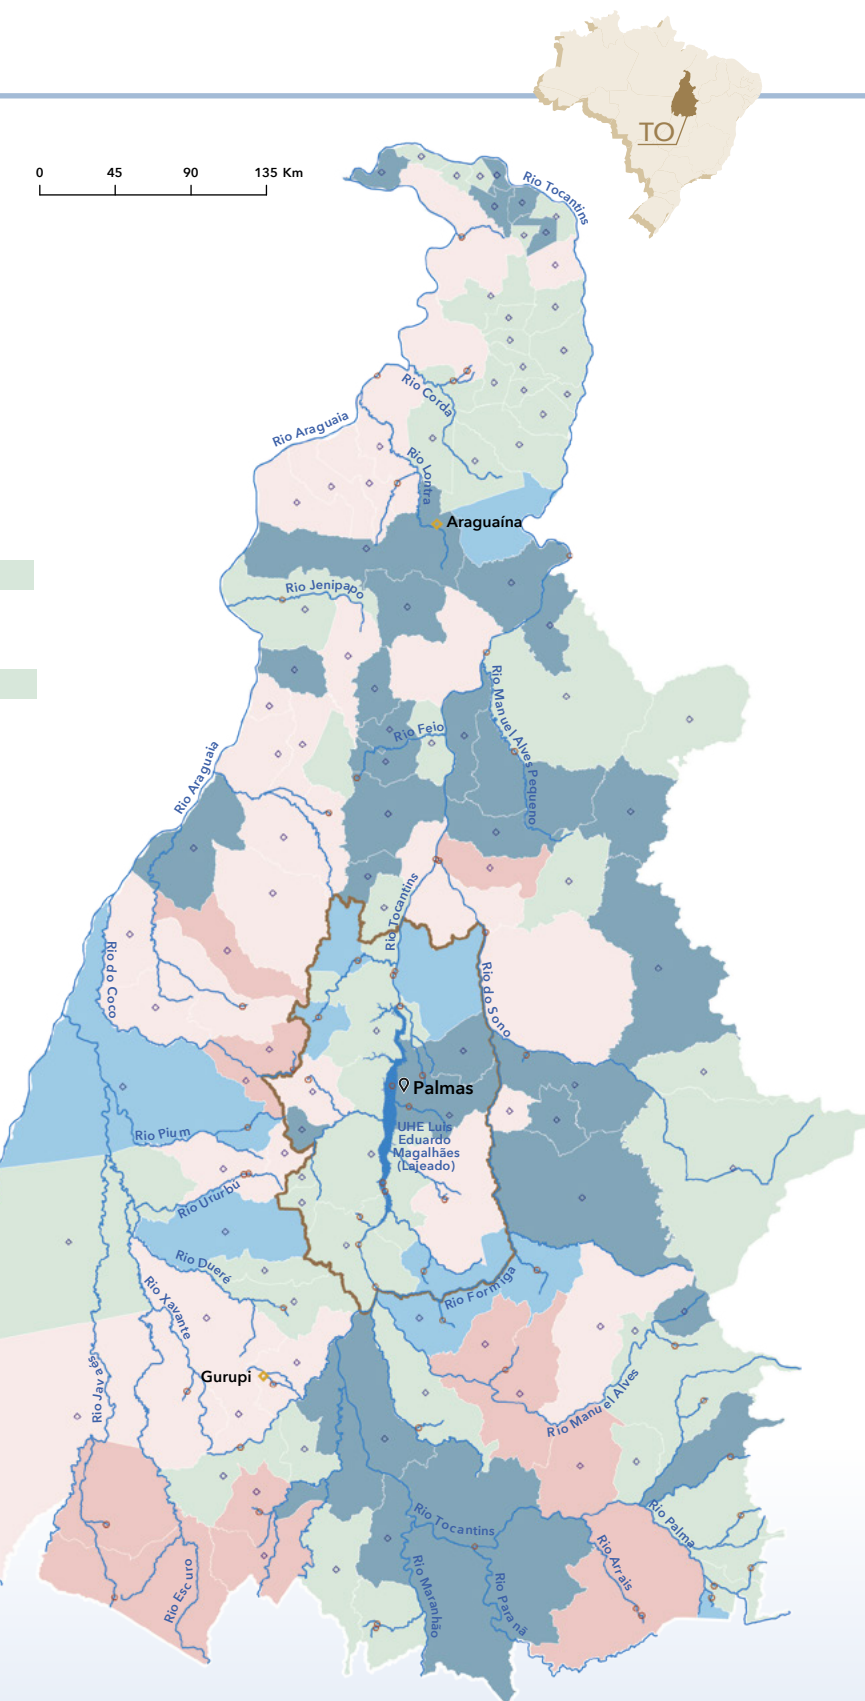 TO
0 45 90 135 Km
Rio Tocantins
Rio Corda
Rio Araguaia
Rio Lontra
Araguaína
Rio Jenipapo
Rio Manuel Alves Pequeno
Rio Feio
Rio Araguaia
Rio Tocantins
Rio do Coco
Rio do Sono
Palmas
UHE Luis
Eduardo
Magalhães
(Lajeado)
Rio Pium
Rio Ururbu
Rio Dueré
Rio Formiga
Rio Xavante
Rio Javaés
Gurupi
Rio Manuel Alves
Rio Tocantins
Rio Palma
Rio Arrais
Rio Escuro
Rio Maranhão
Rio Paranã